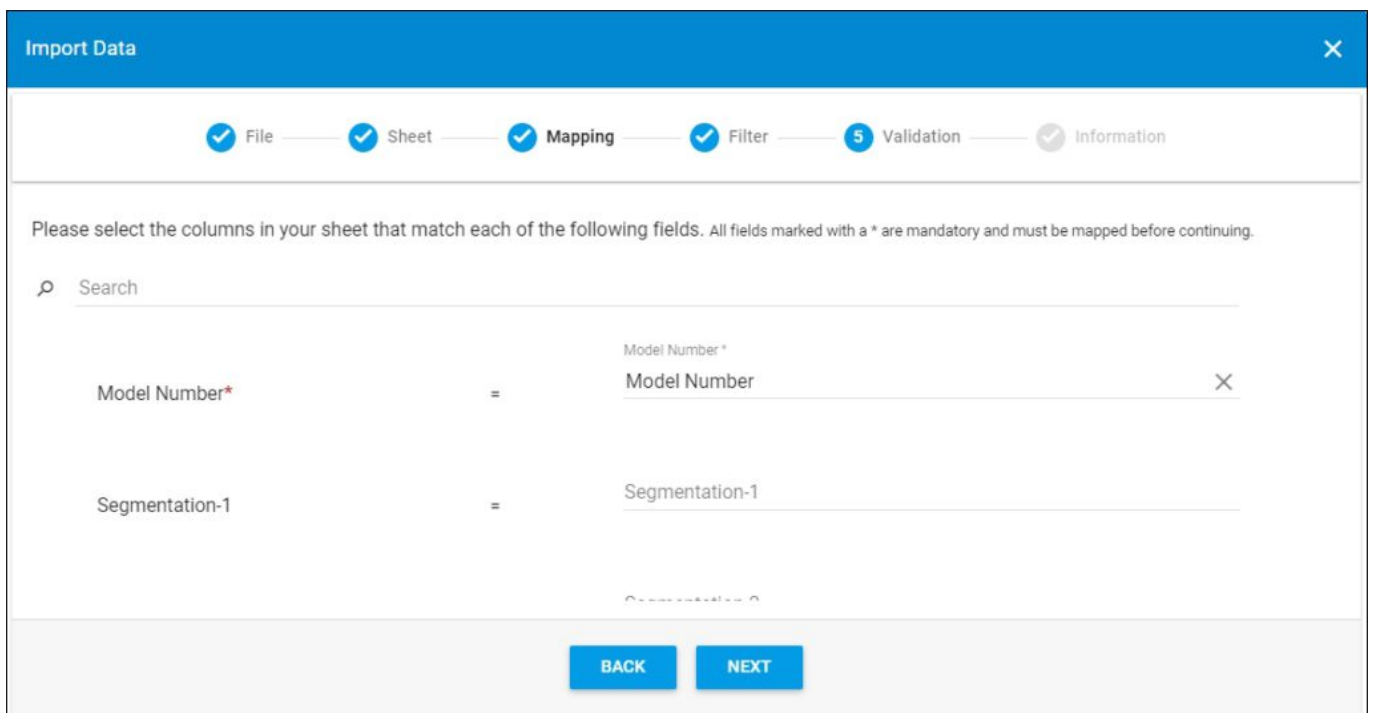 Import Data
File Sheet Mapping Filter 5 Validation Information
Please select the columns in your sheet that match each of the following fields. All fields marked with a * are mandatory and must be mapped before continuing.
Search
Model Number *
Model Number* = Model Number
Segmentation-1 = Segmentation-1
BACK NEXT